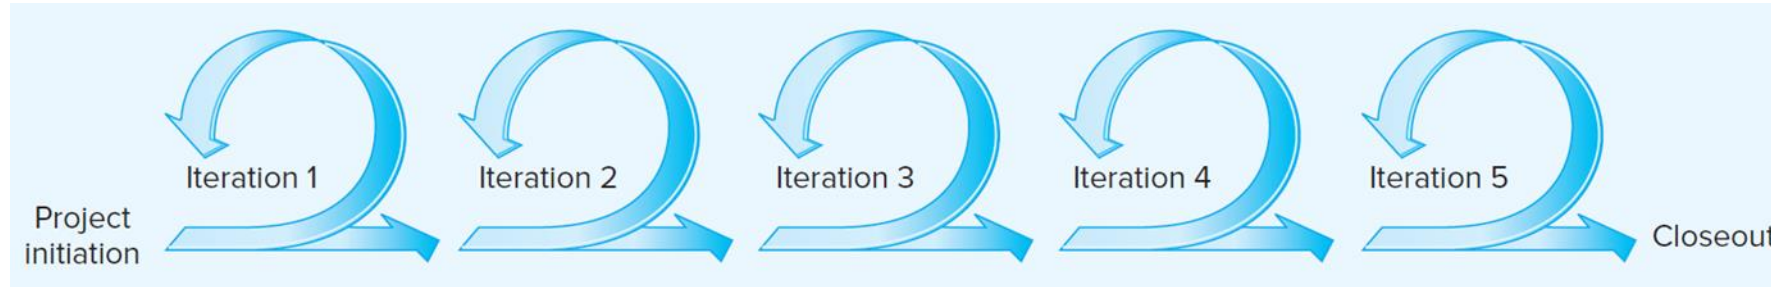 Iteration 1
Iteration 2
Iteration 3
Iteration 4
Iteration 5
Project
initiation
Closeout